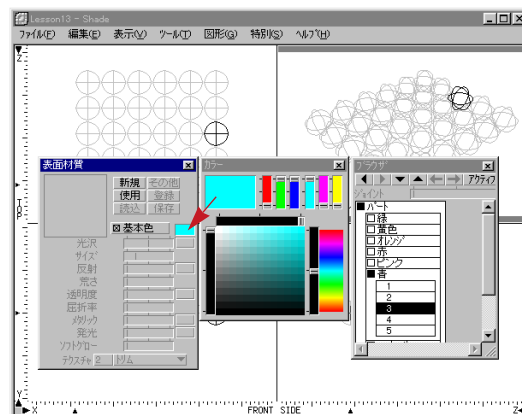 Lesson13 - Shade
ファイル(F) 編集(E) 表示(V) ツール(T) 図形(G) 特別(S) ヘルプ(H)
Z
T
O
P
Y
X
FRONT SIDE
Z
表面材質
新規 その他
使用 登録
読込 保存
基本色
光沢
サイズ
反射
荒さ
透明度
屈折率
メタリック
発光
ソフトグロー
テクスチャ 2 トリム
カラー
ブラウザ
アクティブ
ジョイント
パート
緑
黄色
オレンジ
赤
ピンク
青
1
2
3
4
5